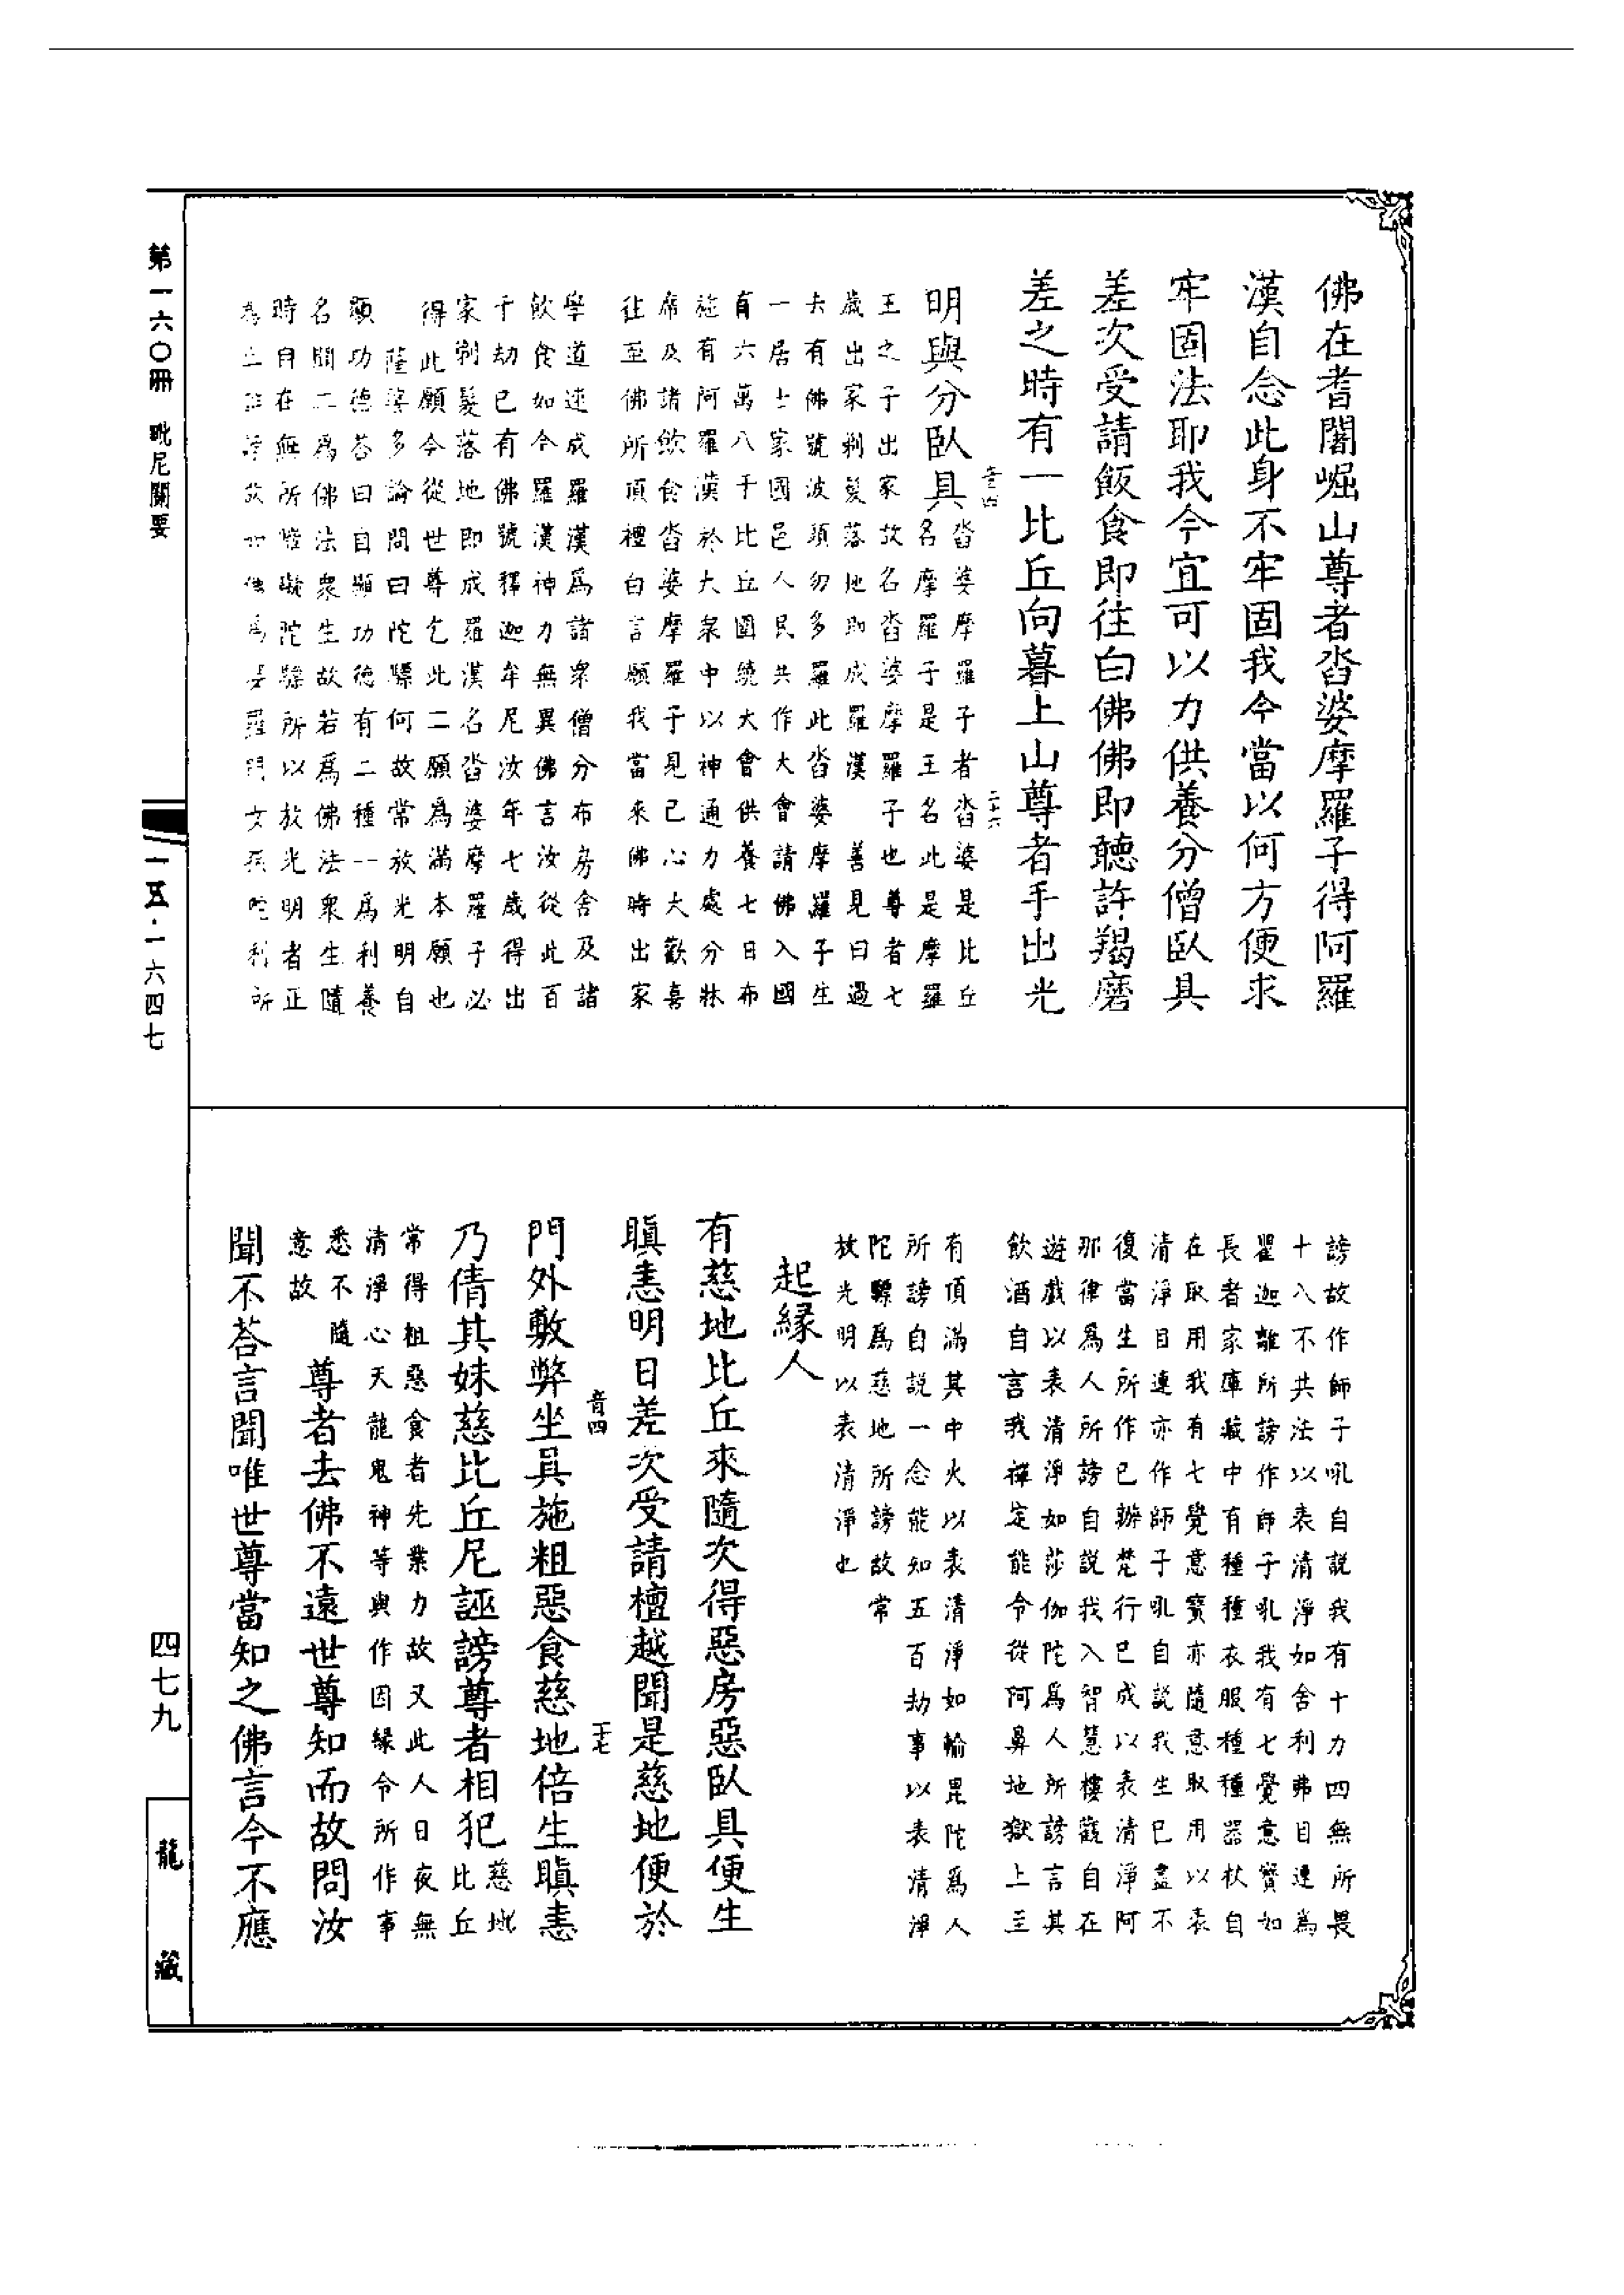 佛在耆闍崛山尊者沓婆摩羅子得阿羅
漢自念此身不牢固我今當以何方便求
牢固法耶我今宜可以力供養分僧臥具
差次受請飯食即往白佛佛即聽許羯磨
差之時有一比丘向暮上山尊者手出光
音四
二十六
明與分臥具
沓婆摩羅子者沓婆是比丘
名摩羅子是王名此是摩羅
王之子出家故名沓婆摩羅子也尊者七
歲出家剃髮落地即成羅漢 善見曰過
去有佛號波頭勿多羅此沓婆摩羅子生
一居士家國邑人民共作大會請佛入國
有六萬八千比丘圍繞大會供養七日布
施有阿羅漢於大眾中以神通力處分牀
席及諸飲食沓婆摩羅子見已心大歡喜
往至佛所頂禮白言願我當來佛時出家
學道速成羅漢爲諸眾僧分布房舍及諸
飲食如今羅漢神力無異佛言汝從此百
千劫已有佛號釋迦牟尼汝年七歲得出
家剃髮落地即成羅漢名沓婆摩羅子必
得此願今從世尊乞此二願爲滿本願也
薩婆多論問曰陀驃何故常放光明自
顯功德答曰自顯功德有二種一爲利養
名聞二爲佛法眾生故若爲佛法眾生隨
時自在無所罣礙陀驃所以放光明者正
爲
婆羅門女孫陀利所
謗故作師子吼自說我有十力四無所畏
十八不共法以表清淨如舍利弗目連爲
瞿迦離所謗作師子吼我有七覺意寶如
長者家庫藏中有種種衣服種種器杖自
在取用我有七覺意寶亦隨意取用以表
清淨目連亦作師子吼自說我生已盡不
復當生所作已辦梵行已成以表清淨阿
那律爲人所謗自說我入智慧樓觀自在
遊戲以表清淨如莎伽陀爲人所謗言其
飲酒自言我禪定能令從阿鼻地獄上至
有頂滿其中火以表清淨如輸毘陀爲人
所謗自說一念能知五百劫事以表清淨
陀驃爲慈地所謗故常
放光明以表清淨也
起緣人
有慈地比丘來隨次得惡房惡臥具便生
瞋恚明日差次受請檀越聞是慈地便於
音四
二十七
門外敷弊坐具施粗惡食慈地倍生瞋恚
乃倩其妹慈比丘尼誣謗尊者相犯
慈地
比丘
常得粗惡食者先業力故又此人日夜無
清淨心天龍鬼神等與作因緣令所作事
悉不隨
意故
尊者去佛不遠世尊知而故問汝
聞不答言聞唯世尊當知之佛言今不應
第一六〇冊 毗尼關要
一五·一六四七
四七九
龍藏